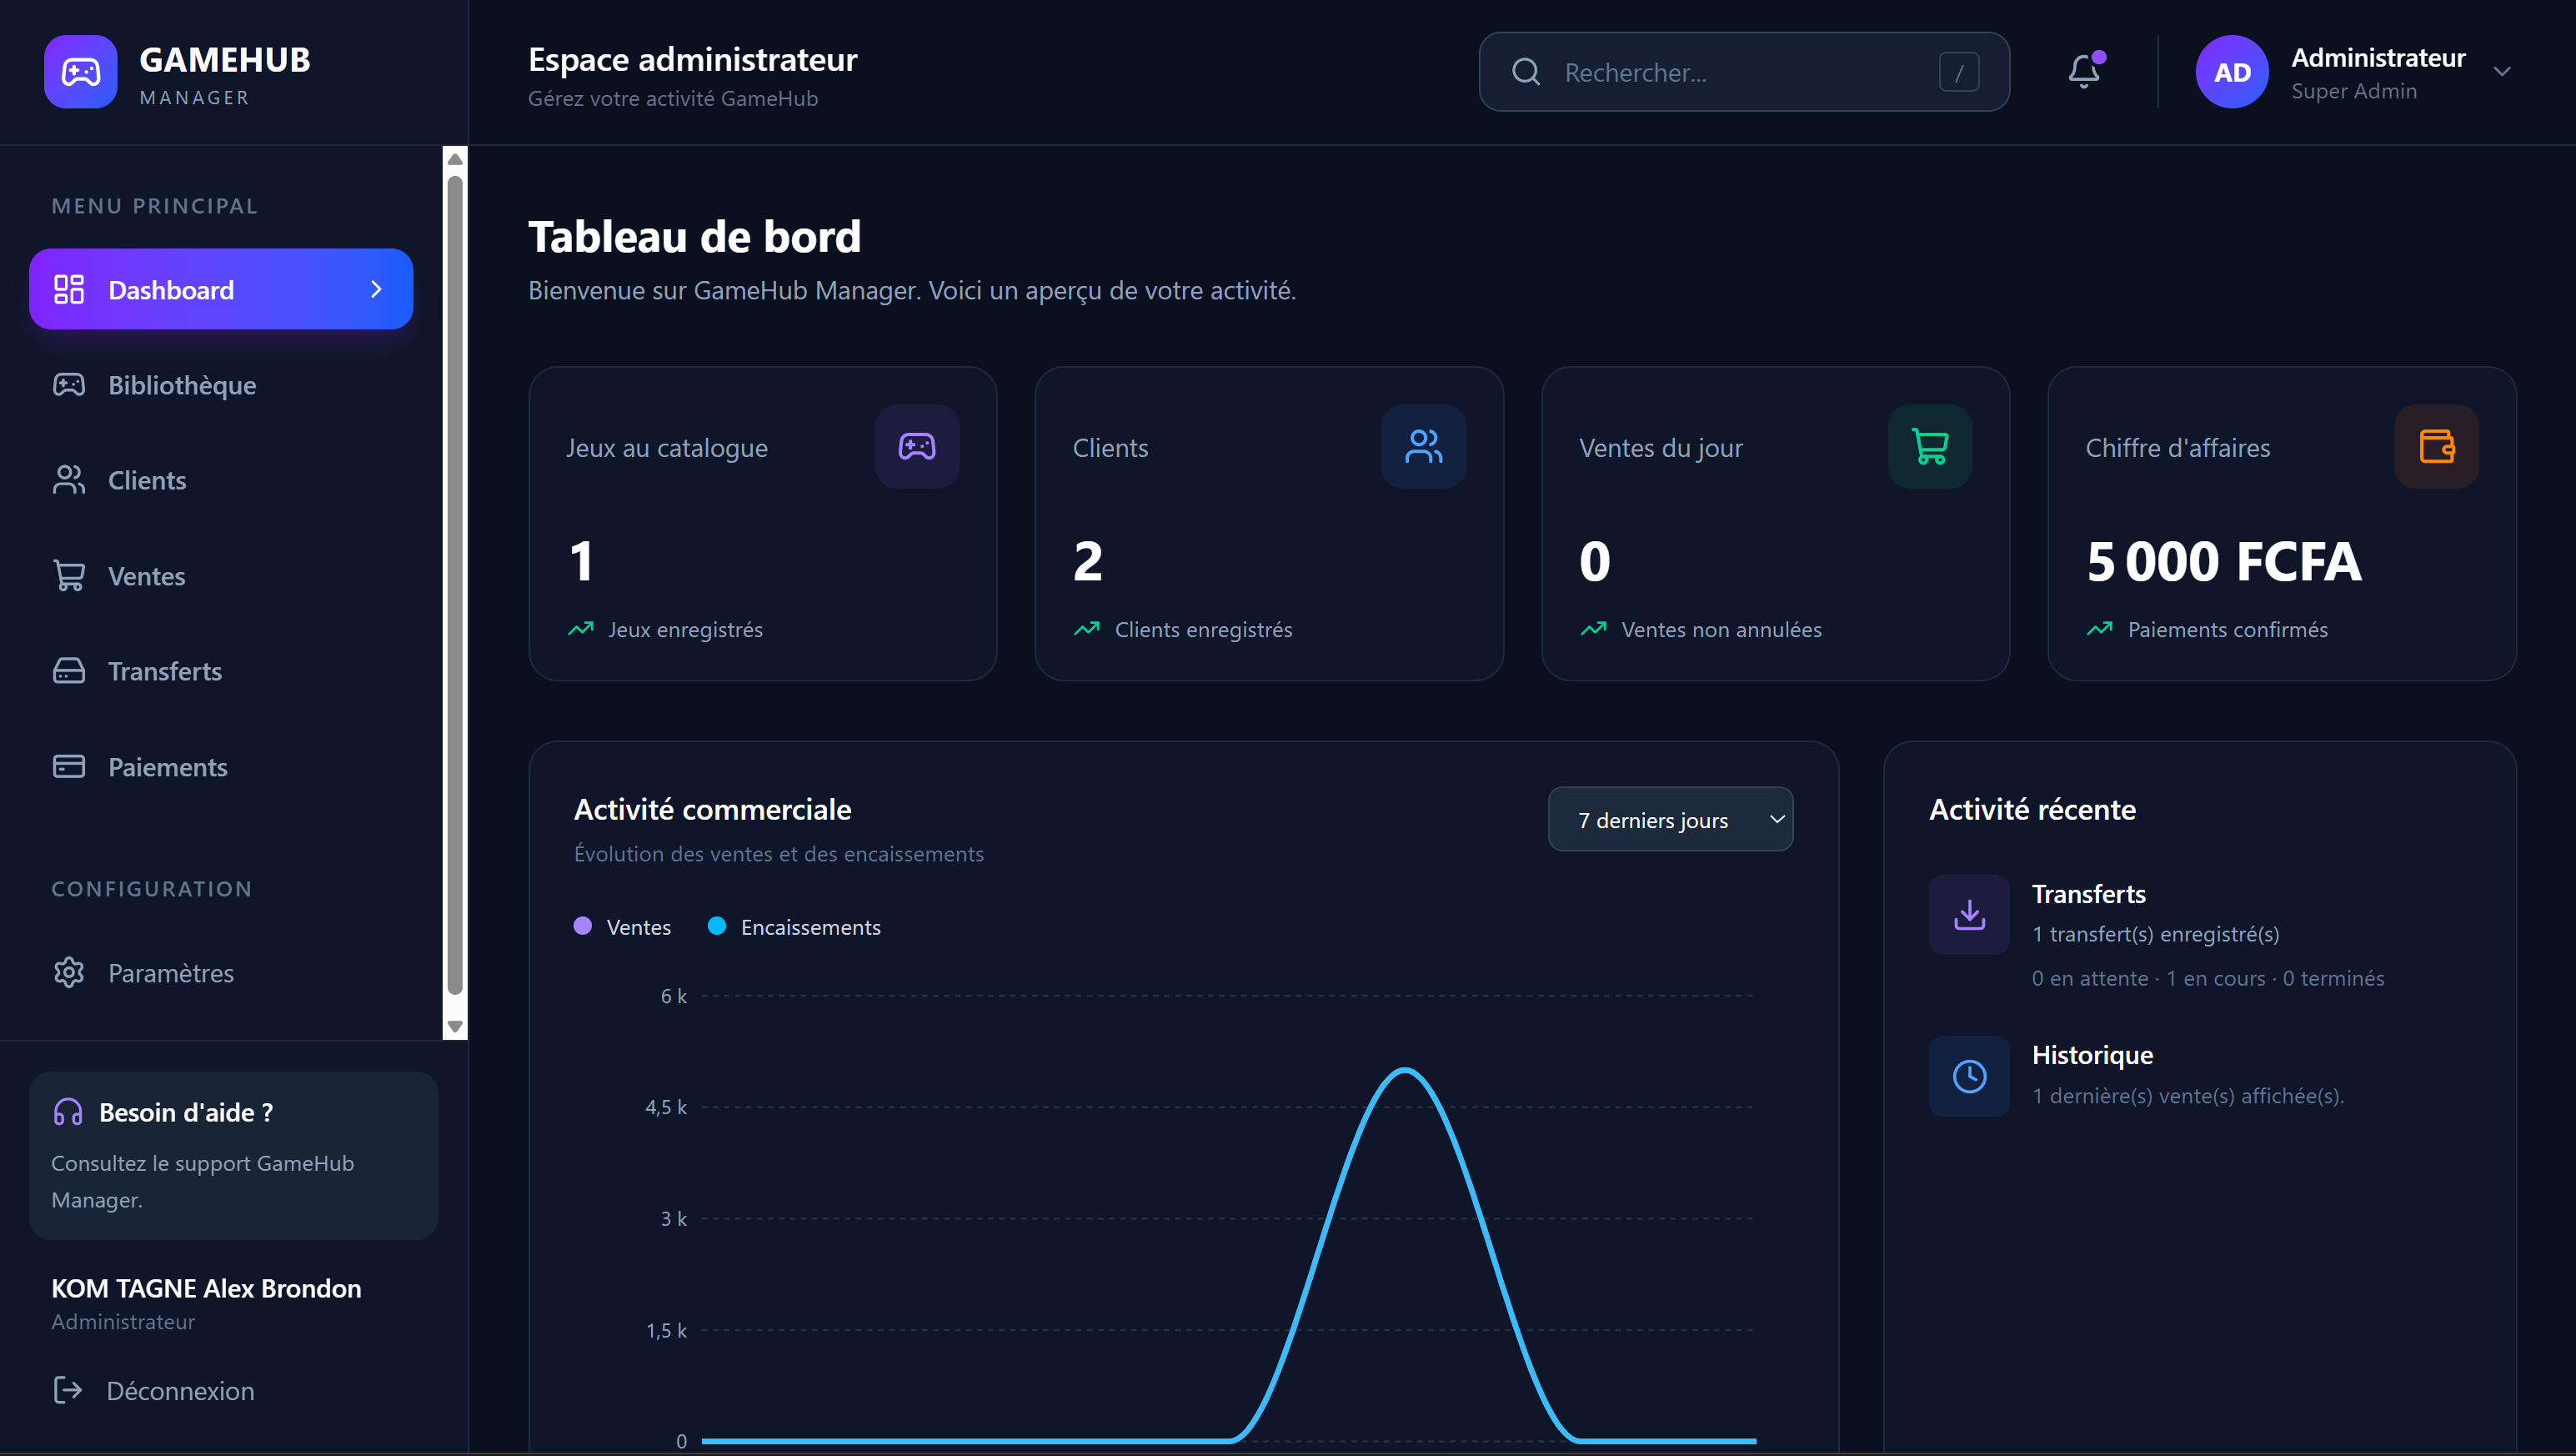 GAMEHUB
MANAGER
MENU PRINCIPAL
Dashboard
Bibliothèque
Clients
Ventes
Transferts
Paiements
CONFIGURATION
Paramètres
Besoin d'aide ?
Consultez le support GameHub
Manager.
KOM TAGNE Alex Brondon
Administrateur
Déconnexion
Espace administrateur
Gérez votre activité GameHub
Rechercher...
/
AD
Administrateur
Super Admin
Tableau de bord
Bienvenue sur GameHub Manager. Voici un aperçu de votre activité.
Jeux au catalogue
1
Jeux enregistrés
Clients
2
Clients enregistrés
Ventes du jour
0
Ventes non annulées
Chiffre d'affaires
5 000 FCFA
Paiements confirmés
Activité commerciale
Évolution des ventes et des encaissements
7 derniers jours
Ventes
Encaissements
6 k
4,5 k
3 k
1,5 k
0
Activité récente
Transferts
1 transfert(s) enregistré(s)
0 en attente · 1 en cours · 0 terminés
Historique
1 dernière(s) vente(s) affichée(s).